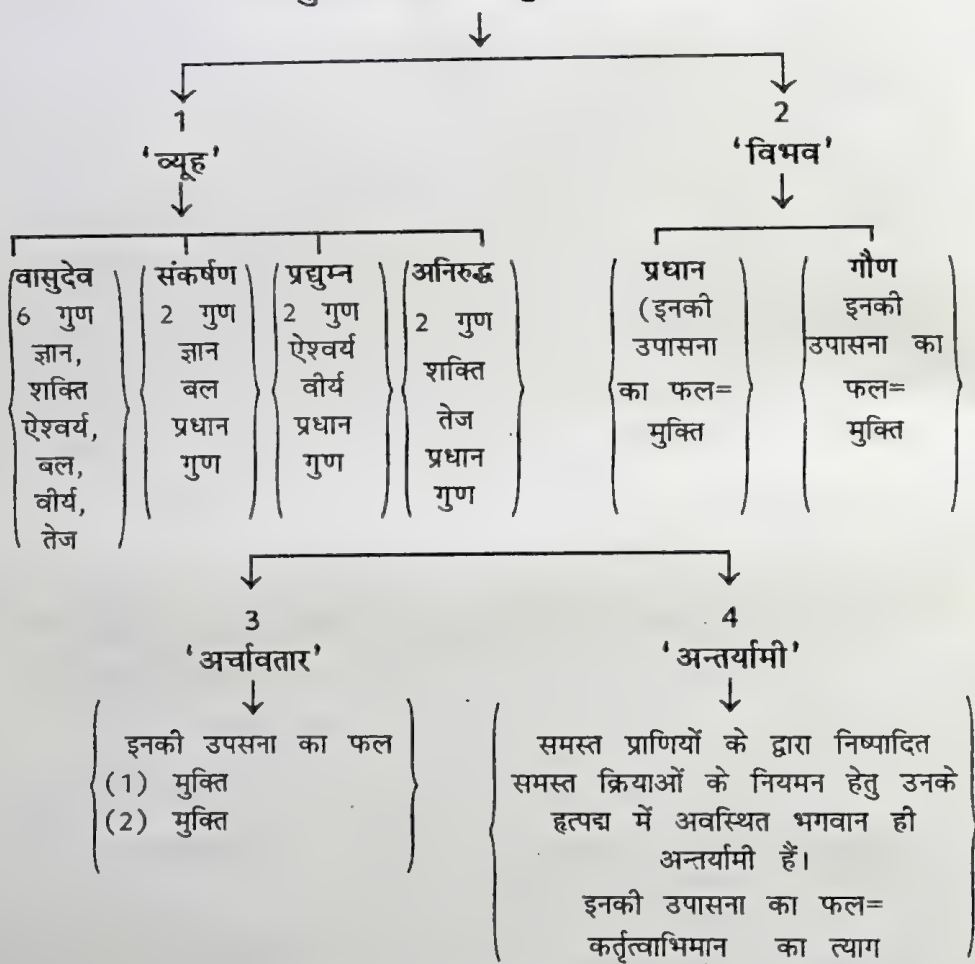 1
2
'व्यूह'
'विभव'
वासुदेव
6 गुण
ज्ञान,
शक्ति
ऐश्वर्य,
बल,
वीर्य,
तेज
संकर्षण
2 गुण
ज्ञान
बल
प्रधान
गुण
प्रद्युम्न
2 गुण
ऐश्वर्य
वीर्य
प्रधान
गुण
अनिरुद्ध
2 गुण
शक्ति
तेज
प्रधान
गुण
प्रधान
(इनकी
उपासना
का फल=
मुक्ति
गौण
इनकी
उपासना का
फल=
मुक्ति
3
'अर्चावतार'
इनकी उपसना का फल
(1) मुक्ति
(2) मुक्ति
4
'अन्तर्यामी'
समस्त प्राणियों के द्वारा निष्पादित
समस्त क्रियाओं के नियमन हेतु उनके
हृत्पद्म में अवस्थित भगवान ही
अन्तर्यामी हैं।
इनकी उपासना का फल=
कर्तृत्वाभिमान का त्याग